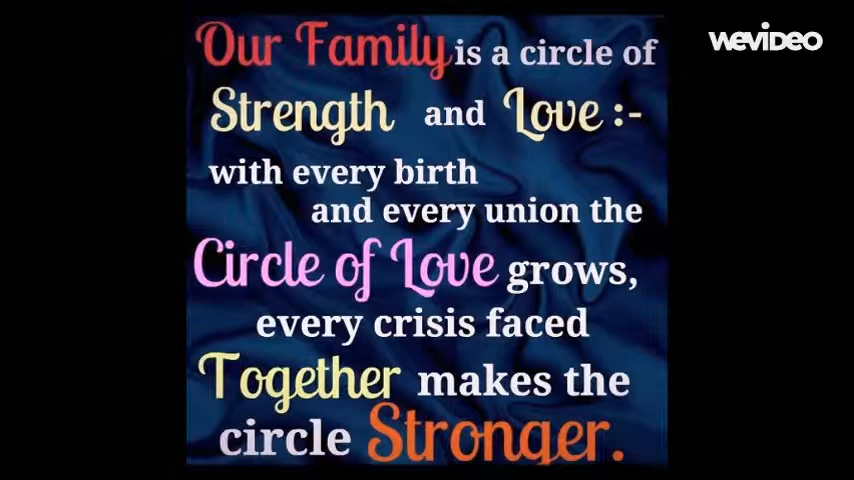 Our Family is a circle of
Strength and Love :-
with every birth
and every union the
Circle of Love grows,
every crisis faced
Together makes the
circle Stronger.
WEVIDEO